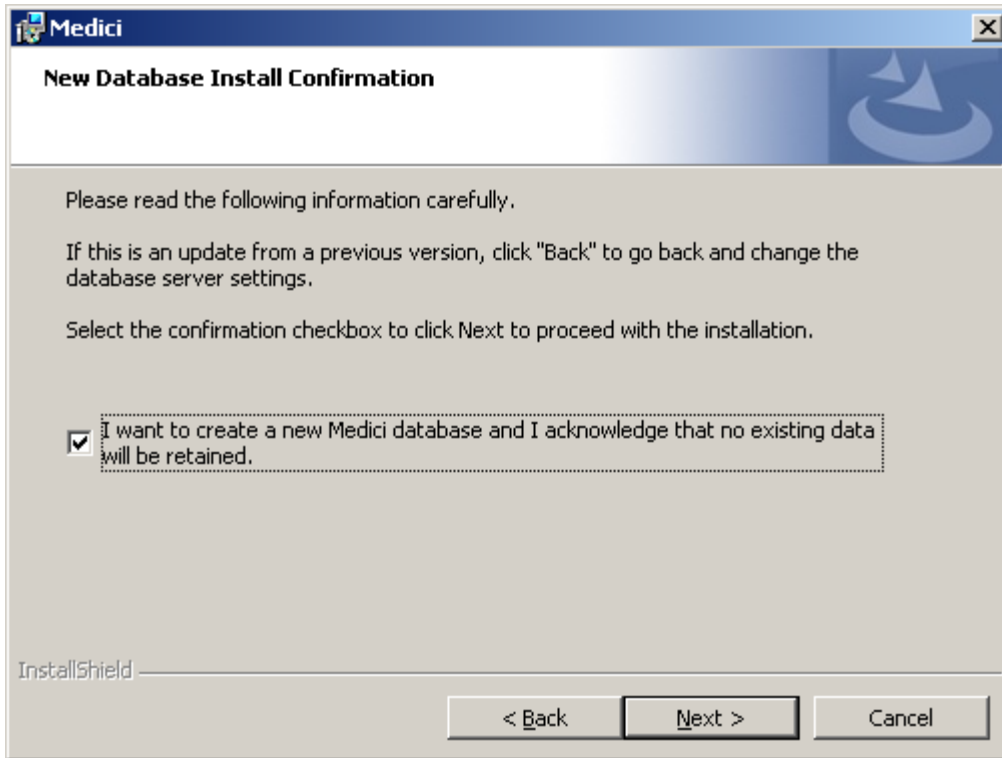 Medici
New Database Install Confirmation
Please read the following information carefully.
If this is an update from a previous version, click "Back" to go back and change the
database server settings.
Select the confirmation checkbox to click Next to proceed with the installation.
I want to create a new Medici database and I acknowledge that no existing data
will be retained.
InstallShield
< Back
Next >
Cancel